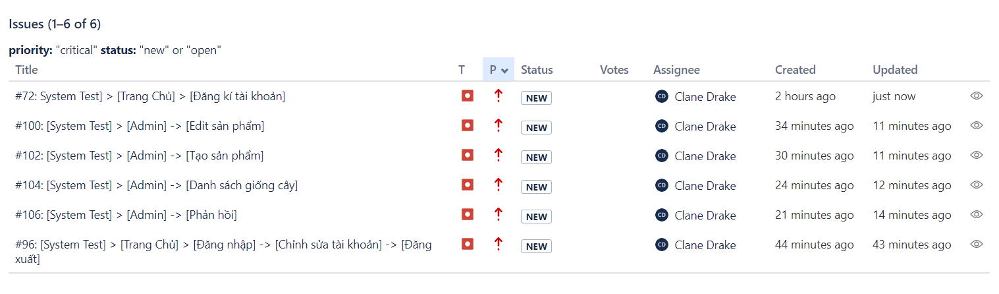 Issues (1–6 of 6)
priority: "critical" status: "new" or "open"
Title T P Status Votes Assignee Created Updated
#72: System Test] > [Trang Chủ] > [Đăng kí tài khoản] NEW CD Clane Drake 2 hours ago just now
#100: [System Test] > [Admin] -> [Edit sản phẩm] NEW CD Clane Drake 34 minutes ago 11 minutes ago
#102: [System Test] > [Admin] -> [Tạo sản phẩm] NEW CD Clane Drake 30 minutes ago 11 minutes ago
#104: [System Test] > [Admin] -> [Danh sách giống cây] NEW CD Clane Drake 24 minutes ago 12 minutes ago
#106: [System Test] > [Admin] -> [Phản hồi] NEW CD Clane Drake 21 minutes ago 14 minutes ago
#96: [System Test] > [Trang Chủ] > [Đăng nhập] -> [Chỉnh sửa tài khoản] -> [Đăng NEW CD Clane Drake 44 minutes ago 43 minutes ago
xuất]